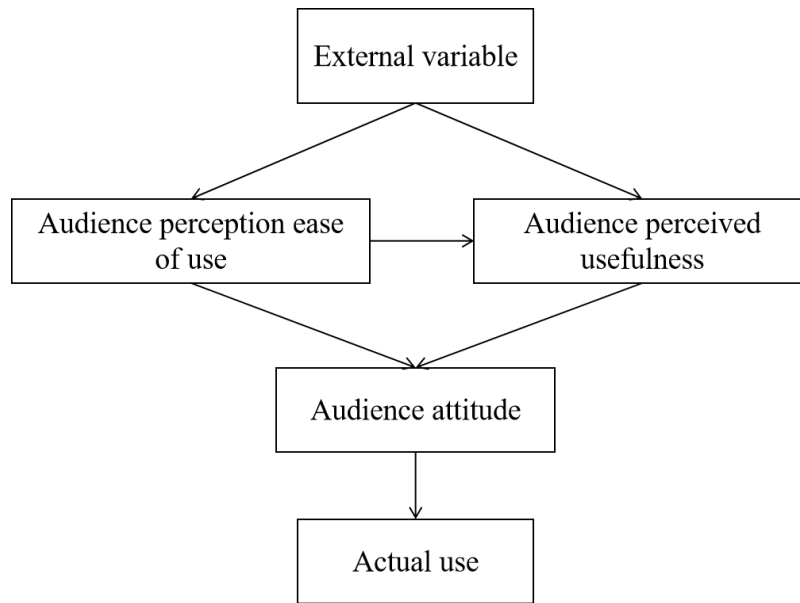 External variable
Audience perception ease
of use
Audience perceived
usefulness
Audience attitude
Actual use